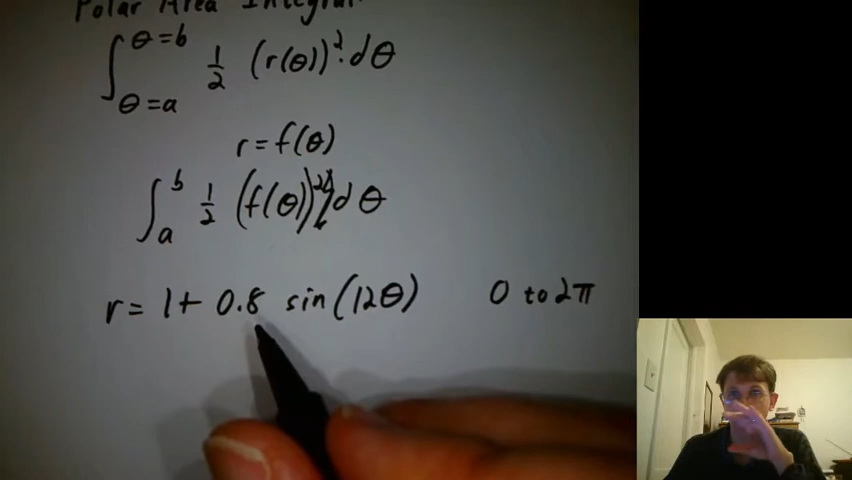 Polar Area Integral
∫ θ=b θ=a 1/2 (r(θ))² · dθ
r = f(θ)
∫ b a 1/2 (f(θ))² dθ
r = 1 + 0.8 sin(12θ) 0 to 2π